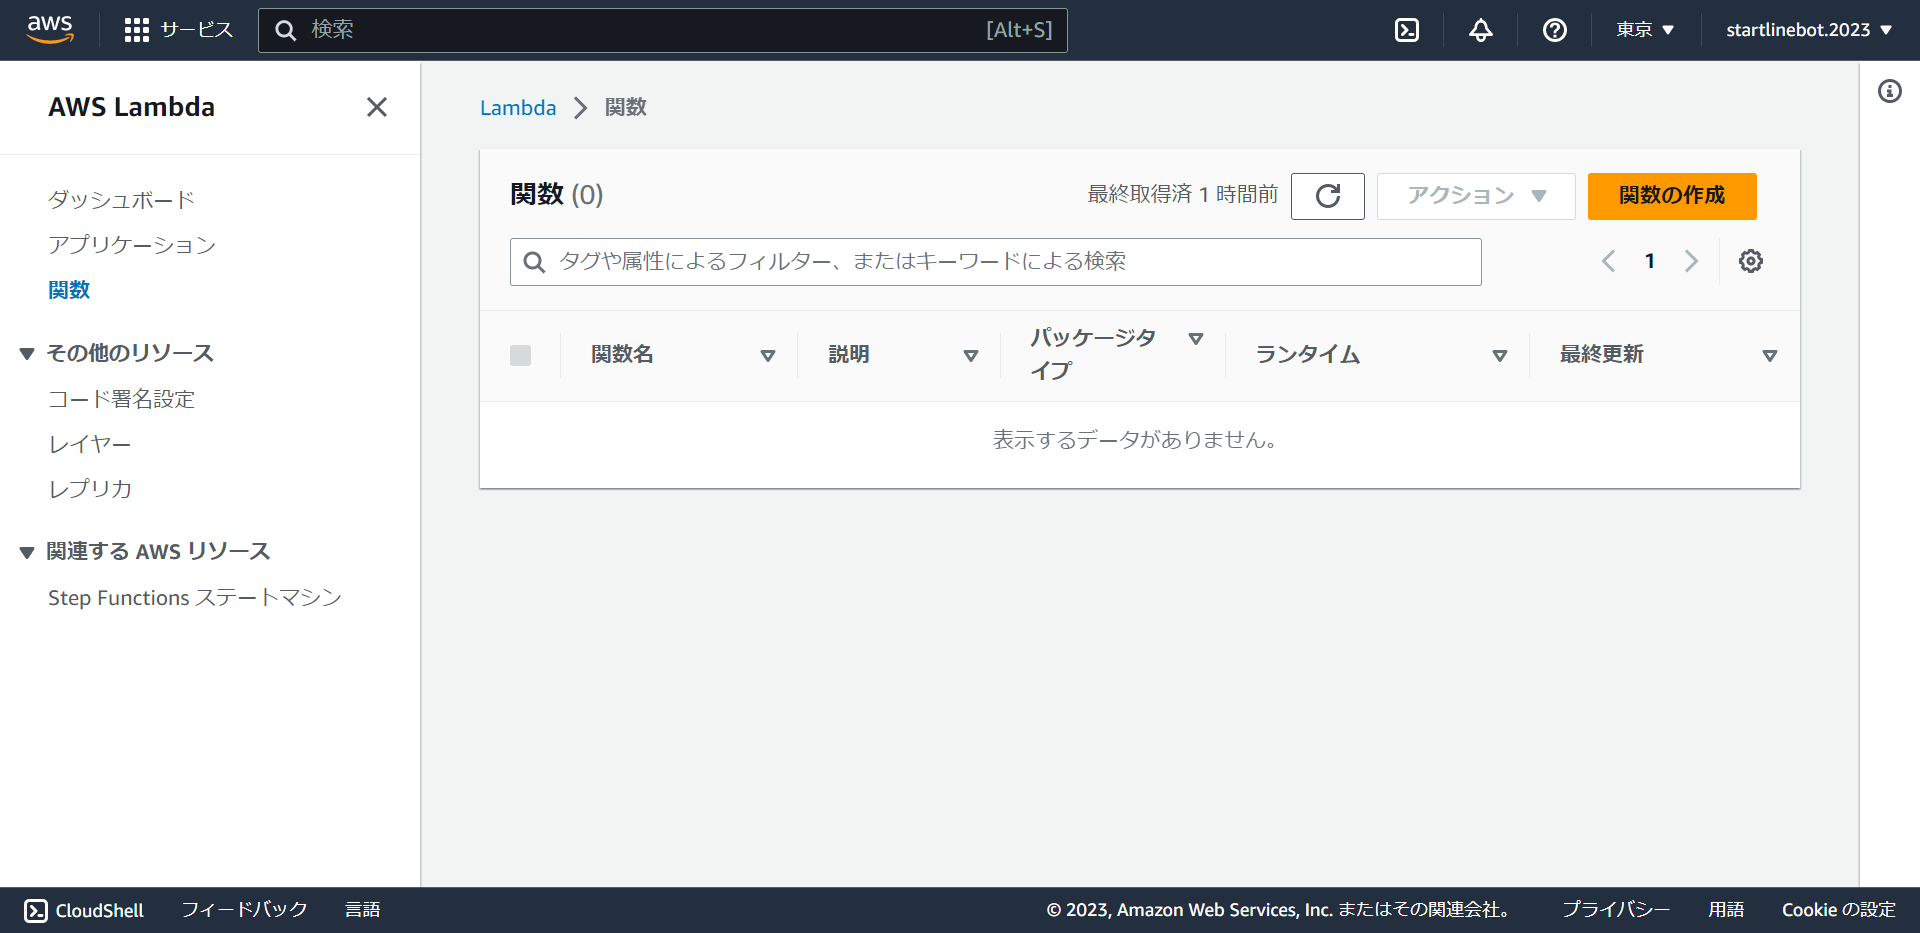 aws サービス 検索 [Alt+S] 東京 startlinebot.2023
AWS Lambda
ダッシュボード
アプリケーション
関数
その他のリソース
コード署名設定
レイヤー
レプリカ
関連する AWS リソース
Step Functions ステートマシン
Lambda 関数
関数 (0) 最終取得済 1 時間前 アクション 関数の作成
タグや属性によるフィルター、またはキーワードによる検索 1
関数名 説明 パッケージタ
イプ ランタイム 最終更新
表示するデータがありません。
CloudShell フィードバック 言語 © 2023, Amazon Web Services, Inc. またはその関連会社。 プライバシー 用語 Cookie の設定